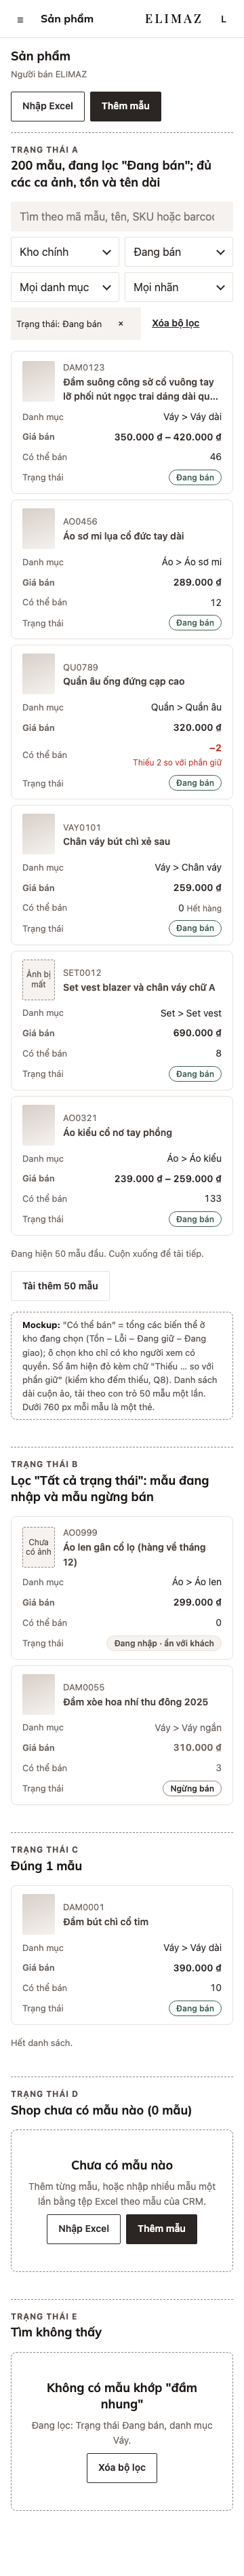 ≡ Sản phẩm ELIMAZ L
Sản phẩm
Người bán ELIMAZ
Nhập Excel Thêm mẫu
TRẠNG THÁI A
200 mẫu, đang lọc "Đang bán"; đủ
các ca ảnh, tồn và tên dài
Tìm theo mã mẫu, tên, SKU hoặc barco
Kho chính Đang bán
Mọi danh mục Mọi nhãn
Trạng thái: Đang bán × Xóa bộ lọc
DAM0123
Đầm suông công sở cổ vuông tay
lỡ phối nút ngọc trai dáng dài qu...
Danh mục Váy > Váy dài
Giá bán 350.000 ₫ – 420.000 ₫
Có thể bán 46
Trạng thái Đang bán
AO0456
Áo sơ mi lụa cổ đức tay dài
Danh mục Áo > Áo sơ mi
Giá bán 289.000 ₫
Có thể bán 12
Trạng thái Đang bán
QU0789
Quần âu ống đứng cạp cao
Danh mục Quần > Quần âu
Giá bán 320.000 ₫
Có thể bán −2
Thiếu 2 so với phần giữ
Trạng thái Đang bán
VAY0101
Chân váy bút chì xẻ sau
Danh mục Váy > Chân váy
Giá bán 259.000 ₫
Có thể bán 0 Hết hàng
Trạng thái Đang bán
Ảnh bị
mất
SET0012
Set vest blazer và chân váy chữ A
Danh mục Set > Set vest
Giá bán 690.000 ₫
Có thể bán 8
Trạng thái Đang bán
AO0321
Áo kiểu cổ nơ tay phồng
Danh mục Áo > Áo kiểu
Giá bán 239.000 ₫ – 259.000 ₫
Có thể bán 133
Trạng thái Đang bán
Đang hiện 50 mẫu đầu. Cuộn xuống để tải tiếp.
Tải thêm 50 mẫu
Mockup: "Có thể bán" = tổng các biến thể ở
kho đang chọn (Tồn − Lỗi − Đang giữ − Đang
giao); ô chọn kho chỉ có kho người xem có
quyền. Số âm hiện đỏ kèm chữ "Thiếu ... so với
phần giữ" (kiểm kho đếm thiếu, Q8). Danh sách
dài cuộn ảo, tải theo con trỏ 50 mẫu một lần.
Dưới 760 px mỗi mẫu là một thẻ.
TRẠNG THÁI B
Lọc "Tất cả trạng thái": mẫu đang
nhập và mẫu ngừng bán
Chưa
có ảnh
AO0999
Áo len gân cổ lọ (hàng về tháng
12)
Danh mục Áo > Áo len
Giá bán 299.000 ₫
Có thể bán 0
Trạng thái Đang nhập · ẩn với khách
DAM0055
Đầm xòe hoa nhí thu đông 2025
Danh mục Váy > Váy ngắn
Giá bán 310.000 ₫
Có thể bán 3
Trạng thái Ngừng bán
TRẠNG THÁI C
Đúng 1 mẫu
DAM0001
Đầm bút chì cổ tim
Danh mục Váy > Váy dài
Giá bán 390.000 ₫
Có thể bán 10
Trạng thái Đang bán
Hết danh sách.
TRẠNG THÁI D
Shop chưa có mẫu nào (0 mẫu)
Chưa có mẫu nào
Thêm từng mẫu, hoặc nhập nhiều mẫu một
lần bằng tệp Excel theo mẫu của CRM.
Nhập Excel Thêm mẫu
TRẠNG THÁI E
Tìm không thấy
Không có mẫu khớp "đầm
nhung"
Đang lọc: Trạng thái Đang bán, danh mục
Váy.
Xóa bộ lọc